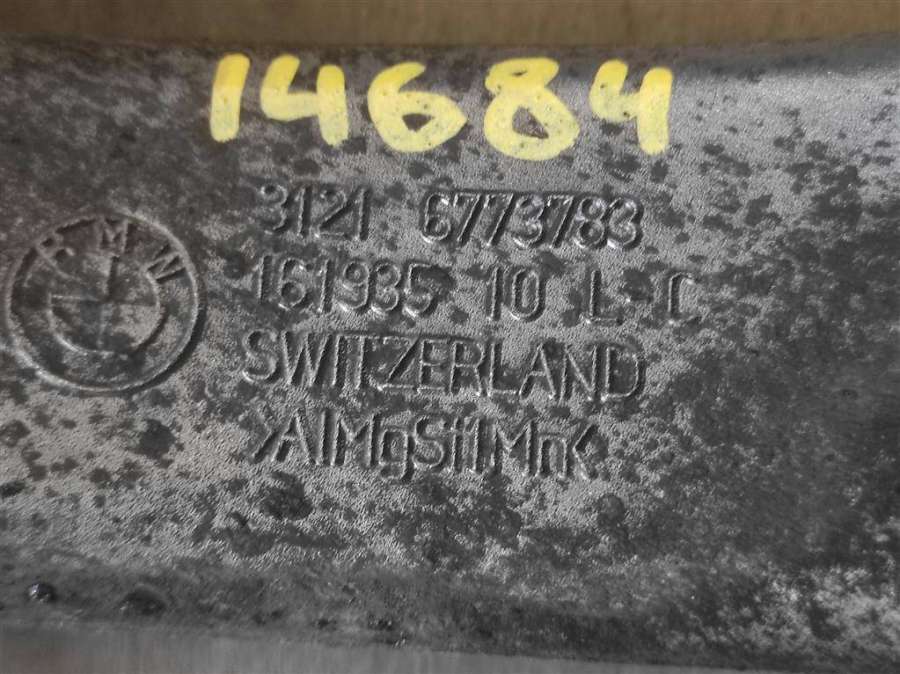 14684
3121 6773783
BMW
161935 10 L-C
SWITZERLAND
>AlMgSi1Mn<